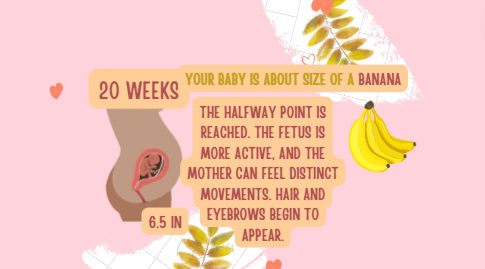 20 WEEKS
YOUR BABY IS ABOUT SIZE OF A BANANA
THE HALFWAY POINT IS
REACHED. THE FETUS IS
MORE ACTIVE, AND THE
MOTHER CAN FEEL DISTINCT
MOVEMENTS. HAIR AND
EYEBROWS BEGIN TO
APPEAR.
6.5 IN